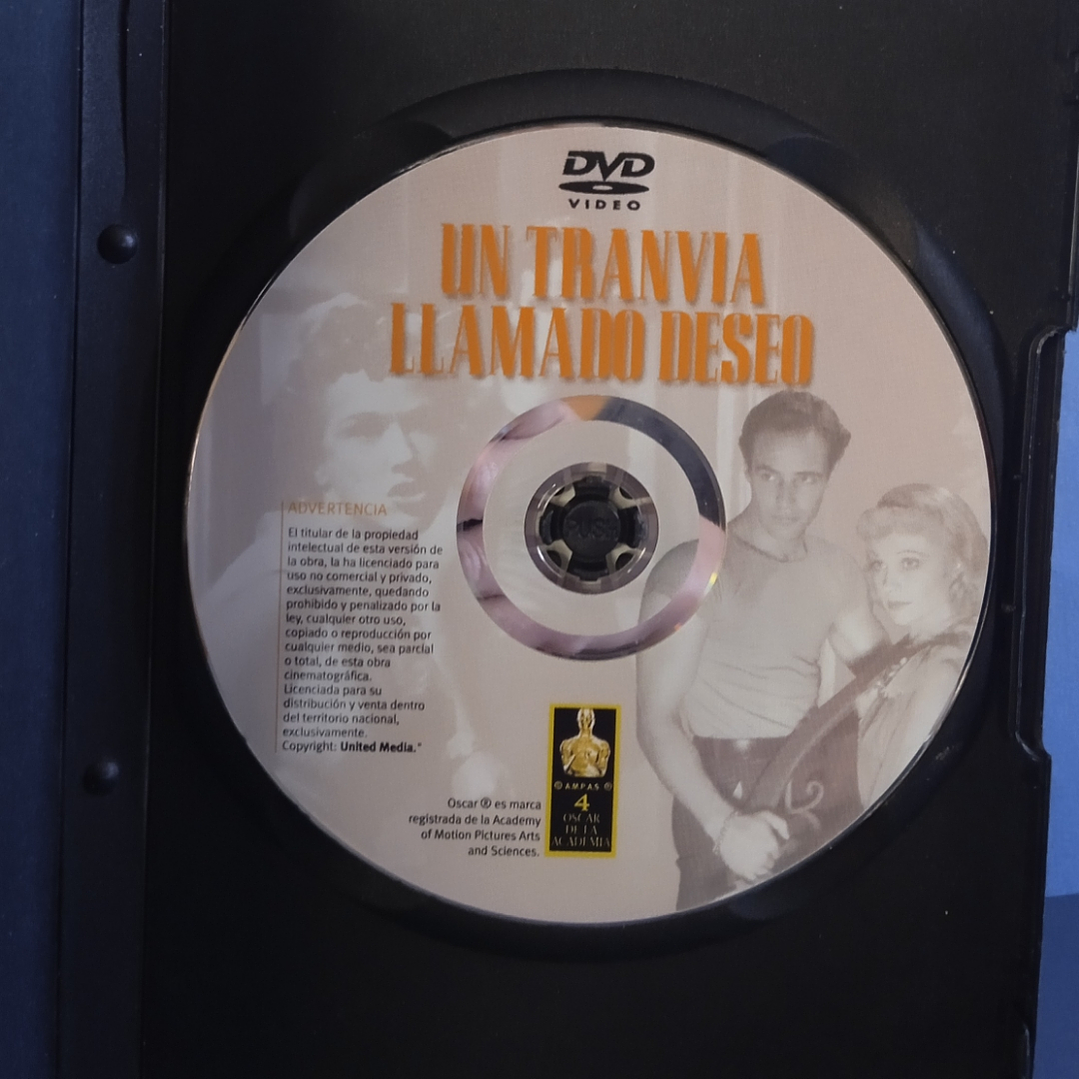 DVD
VIDEO
UN TRANVIA
LLAMADO DESEO
PUSH
ADVERTENCIA
El titular de la propiedad
intelectual de esta versión de
la obra, la ha licenciado para
uso no comercial y privado,
exclusivamente, quedando
prohibido y penalizado por la
ley, cualquier otro uso,
copiado o reproducción por
cualquier medio, sea parcial
o total, de esta obra
cinematográfica.
Licenciada para su
distribución y venta dentro
del territorio nacional,
exclusivamente.
Copyright: United Media.*
Oscar ® es marca
registrada de la Academy
of Motion Pictures Arts
and Sciences.
© A.M.P.A.S ®
4
OSCAR
DE LA
ACADEMIA